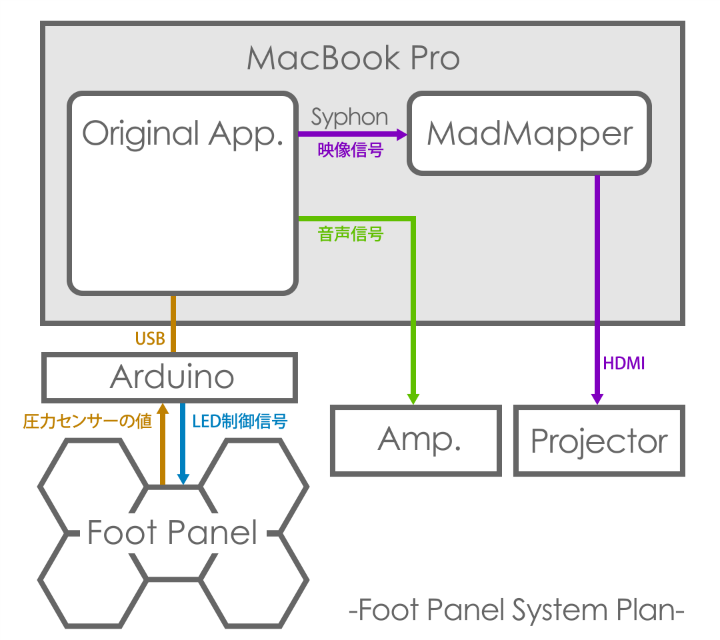 MacBook Pro
Original App.
Syphon
映像信号
MadMapper
音声信号
USB
HDMI
Arduino
圧力センサーの値
LED制御信号
Amp.
Projector
Foot Panel
-Foot Panel System Plan-